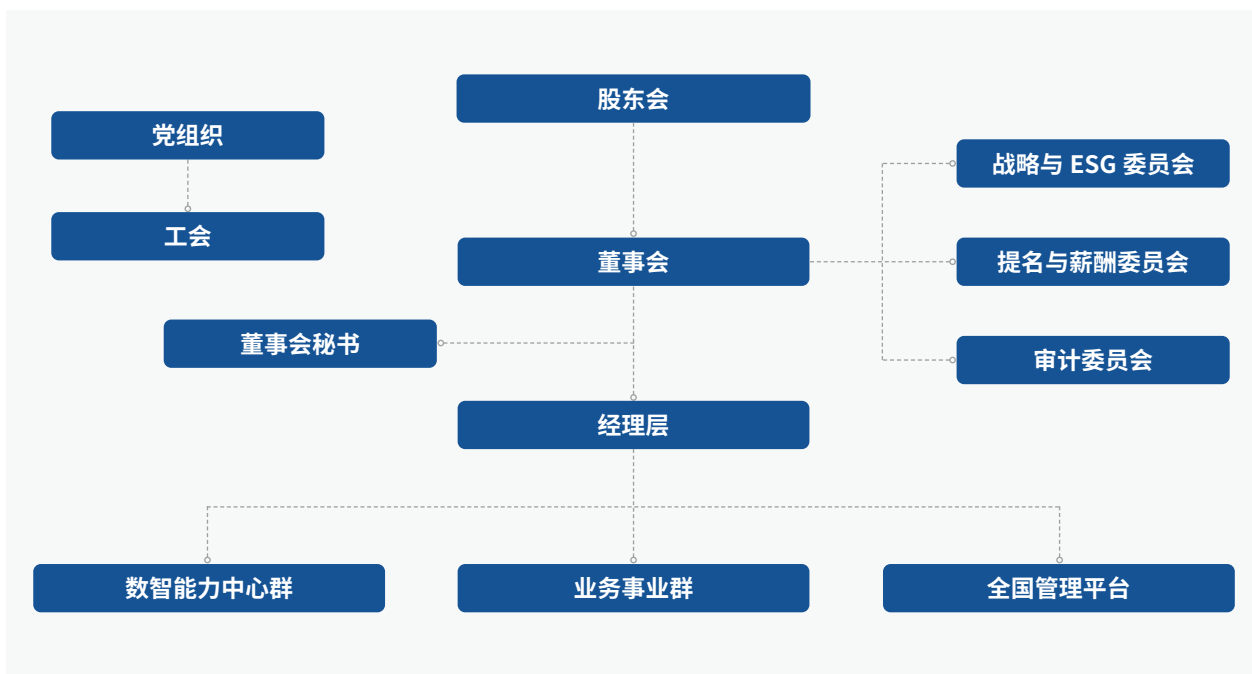 股东会
党组织
战略与 ESG 委员会
工会
董事会
提名与薪酬委员会
董事会秘书
审计委员会
经理层
数智能力中心群
业务事业群
全国管理平台